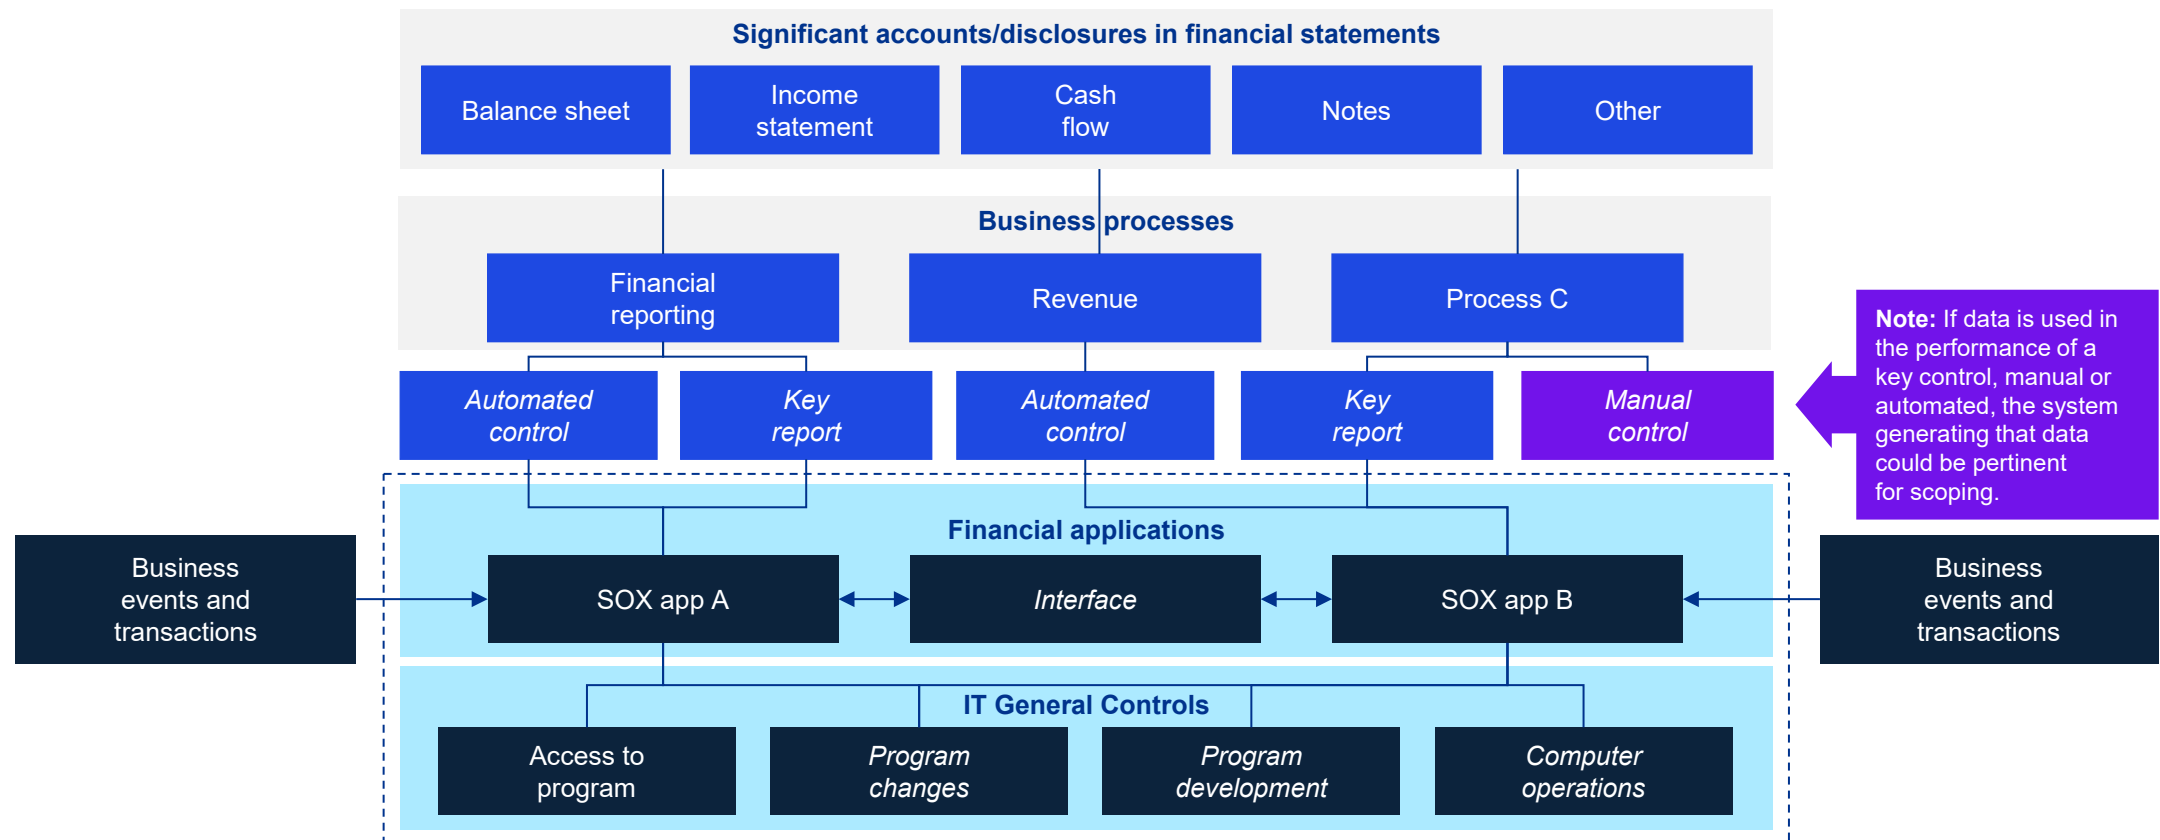 Significant accounts/disclosures in financial statements
Balance sheet
Income
statement
Cash
flow
Notes
Other
Business processes
Financial
reporting
Revenue
Process C
Automated
control
Key
report
Automated
control
Key
report
Manual
control
Note: If data is used in
the performance of a
key control, manual or
automated, the system
generating that data
could be pertinent
for scoping.
Financial applications
Business
events and
transactions
SOX app A
Interface
SOX app B
Business
events and
transactions
IT General Controls
Access to
program
Program
changes
Program
development
Computer
operations